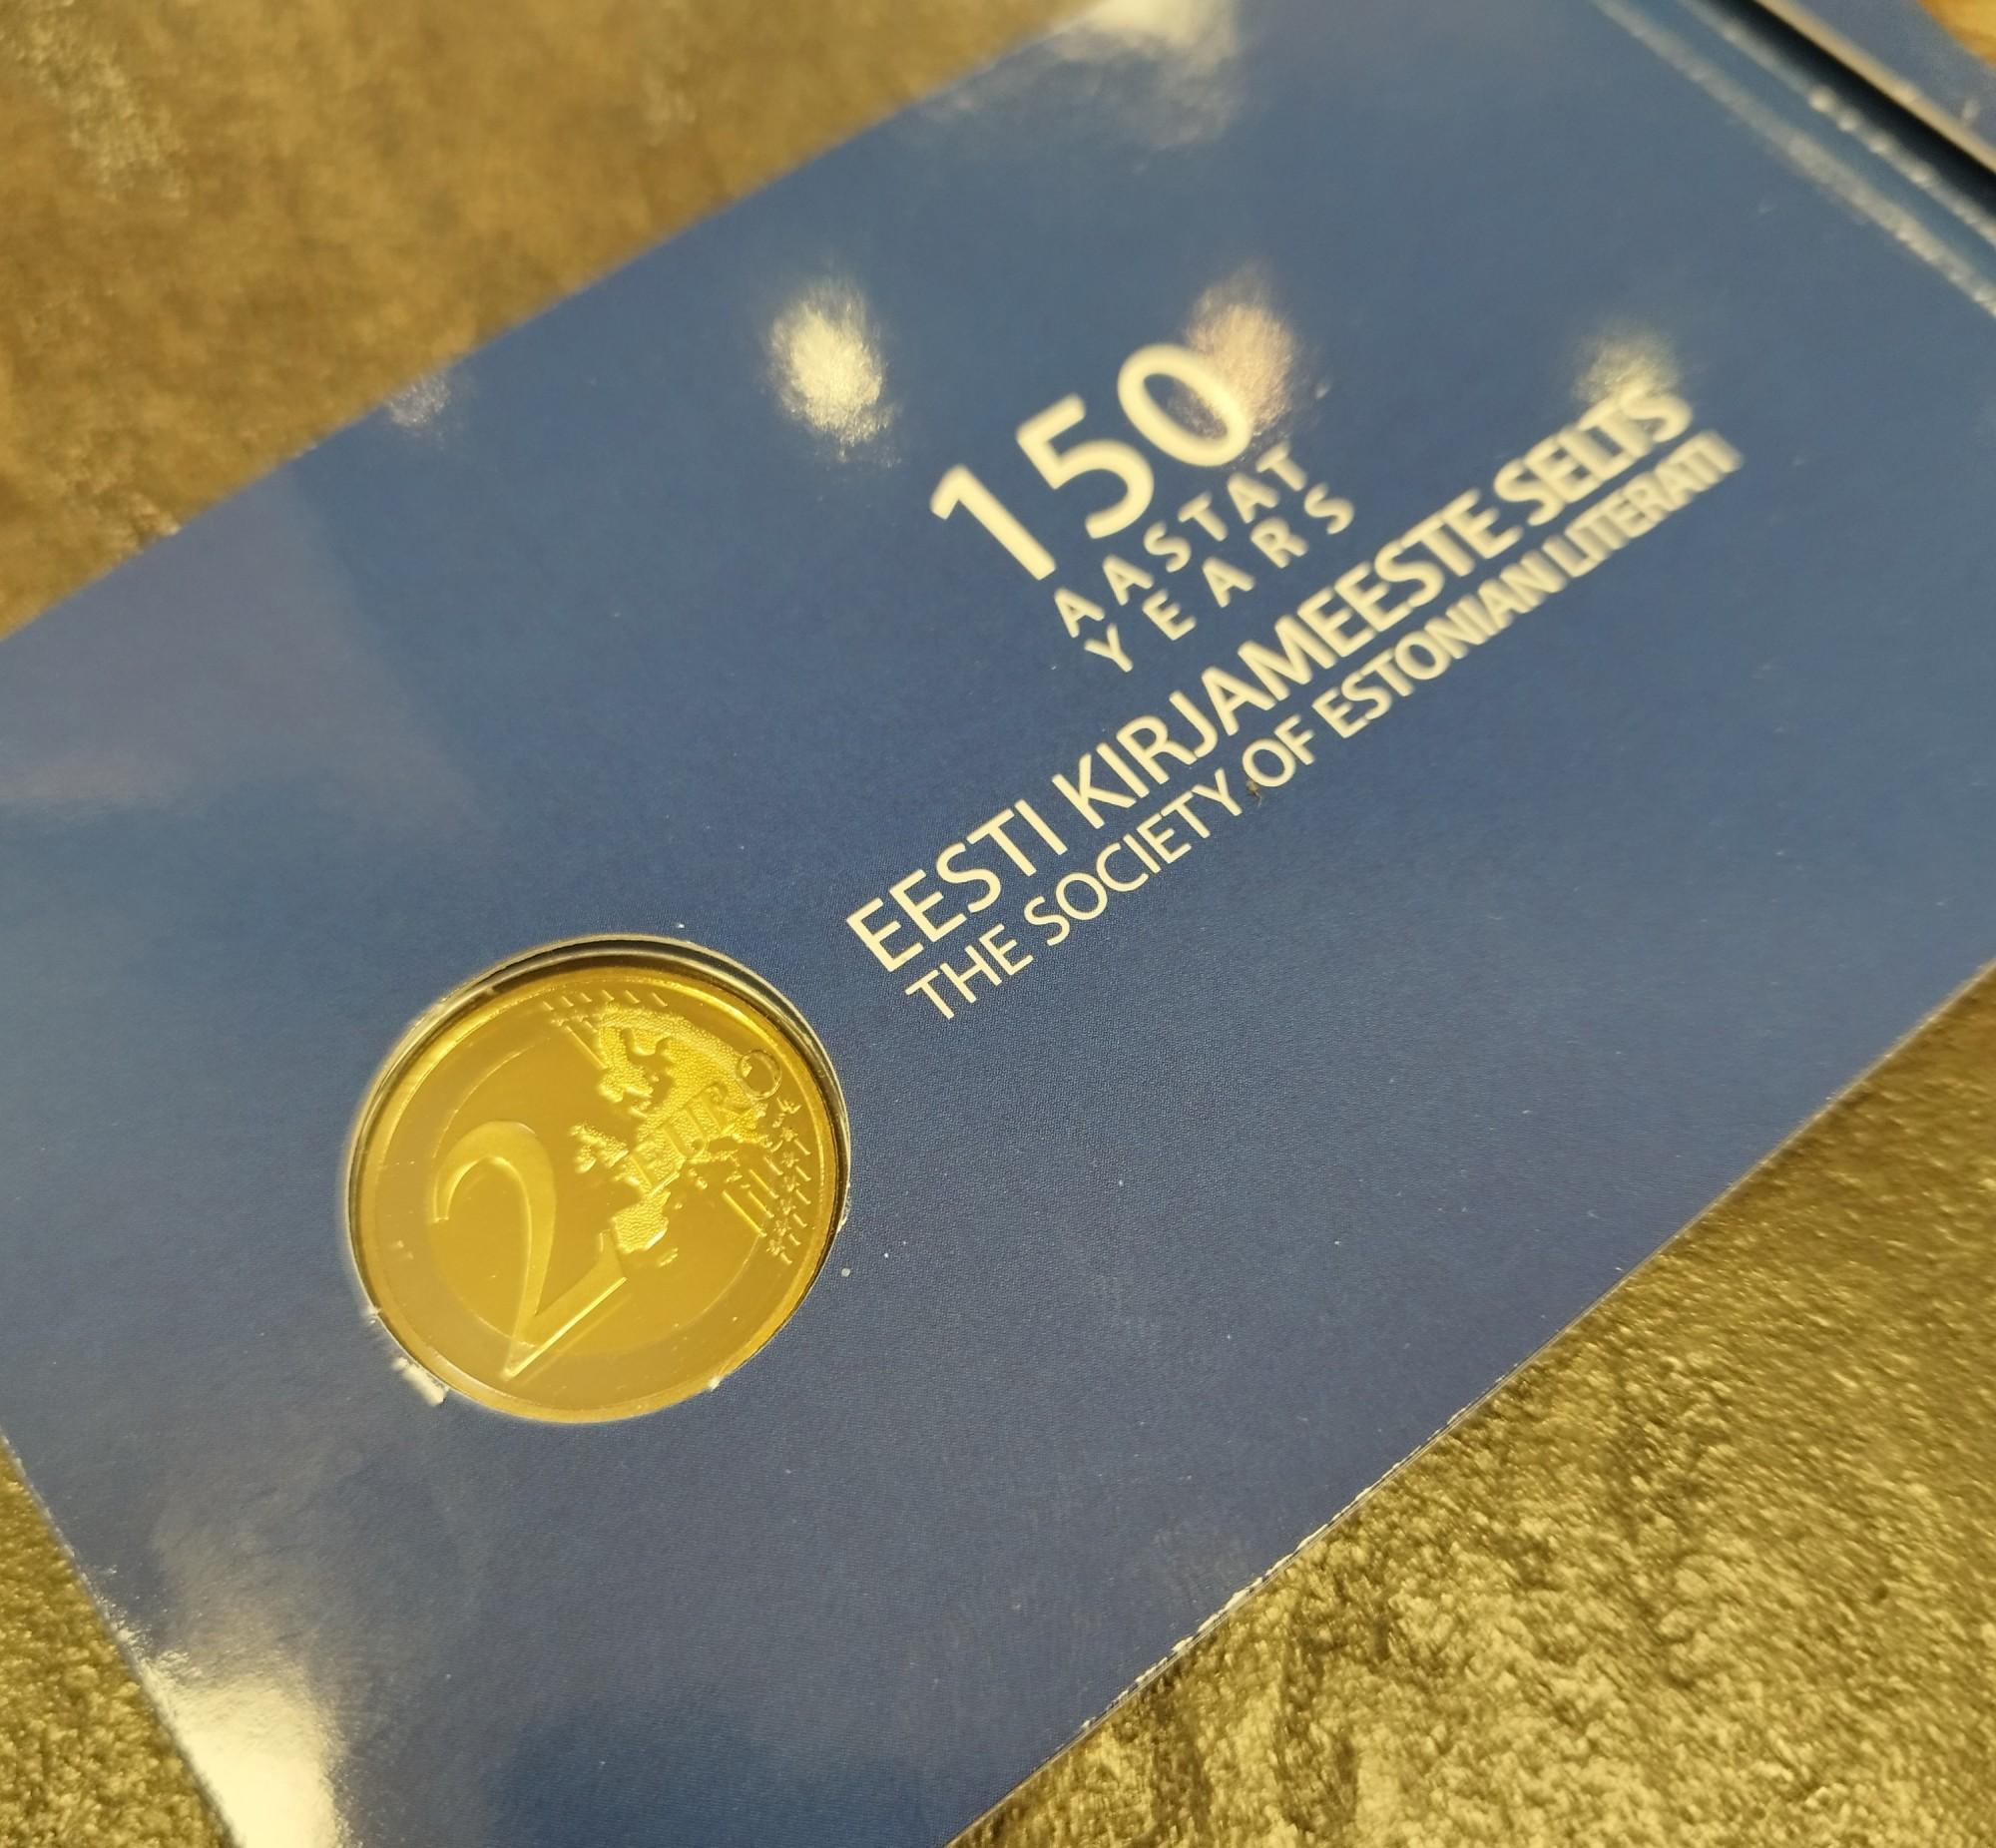 150
AASTAT
YEARS
EESTI KIRJAMEESTE SELTS
THE SOCIETY OF ESTONIAN LITERATI
2 EURO